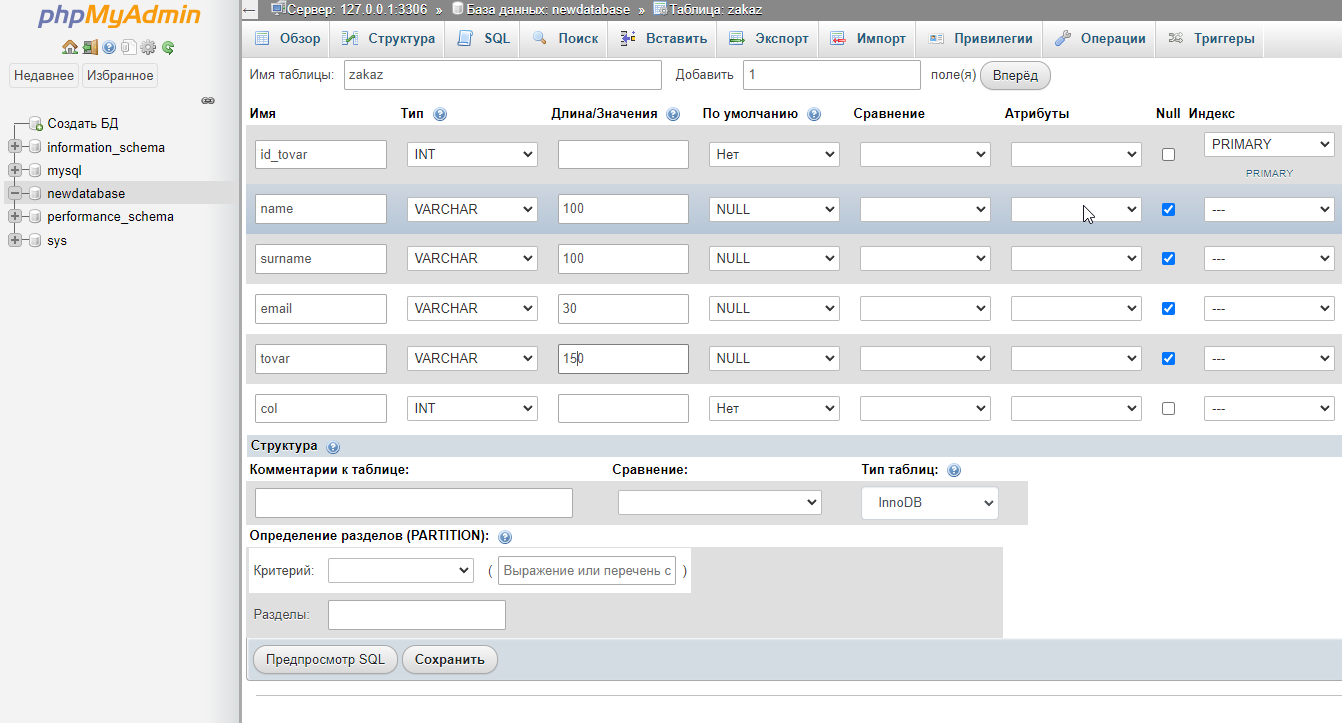 phpMyAdmin
Недавнее Избранное
Создать БД
information_schema
mysql
newdatabase
performance_schema
sys
← Сервер: 127.0.0.1:3306 » База данных: newdatabase » Таблица: zakaz
Обзор Структура SQL Поиск Вставить Экспорт Импорт Привилегии Операции Триггеры
Имя таблицы: zakaz Добавить 1 поле(я) Вперёд
Имя Тип Длина/Значения По умолчанию Сравнение Атрибуты Null Индекс
id_tovar INT Нет PRIMARY
PRIMARY
name VARCHAR 100 NULL ---
surname VARCHAR 100 NULL ---
email VARCHAR 30 NULL ---
tovar VARCHAR 150 NULL ---
col INT Нет ---
Структура
Комментарии к таблице: Сравнение: Тип таблиц:
InnoDB
Определение разделов (PARTITION):
Критерий: ( Выражение или перечень с )
Разделы:
Предпросмотр SQL Сохранить